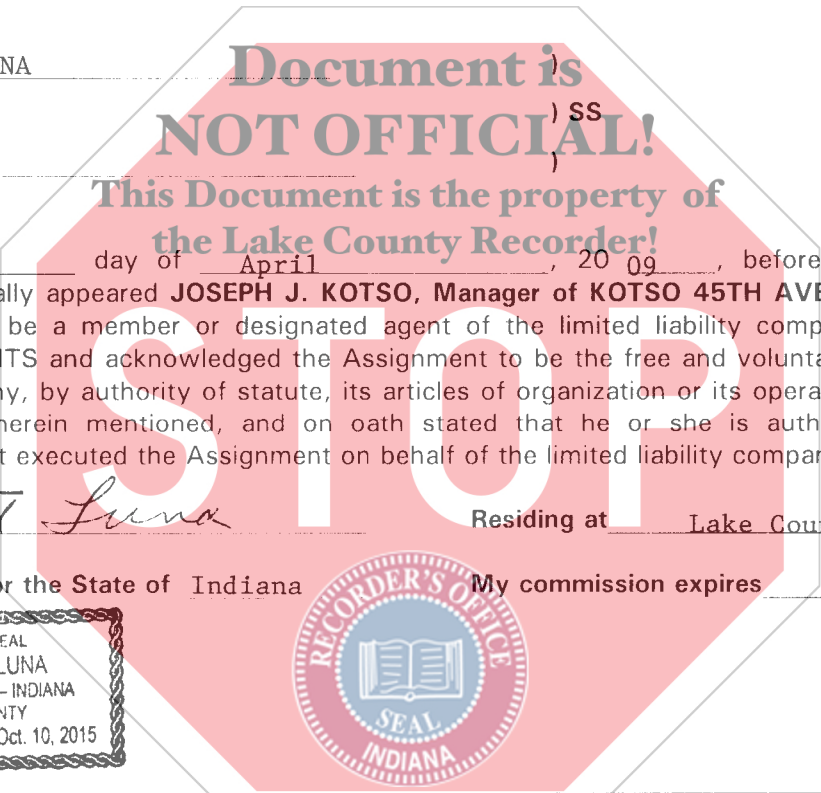 Document is
NA )
NOT OFFICIAL!
) SS
)
This Document is the property of
the Lake County Recorder!
day of April, 20 09, before
ally appeared JOSEPH J. KOTSO, Manager of KOTSO 45TH AVE
be a member or designated agent of the limited liability comp
TS and acknowledged the Assignment to be the free and volunta
ny, by authority of statute, its articles of organization or its opera
herein mentioned, and on oath stated that he or she is auth
t executed the Assignment on behalf of the limited liability compan
STOP
Luna Residing at Lake Cou
r the State of Indiana My commission expires
EAL
LUNA
– INDIANA
NTY
Oct. 10, 2015
RECORDER'S OFFICE
SEAL
INDIANA